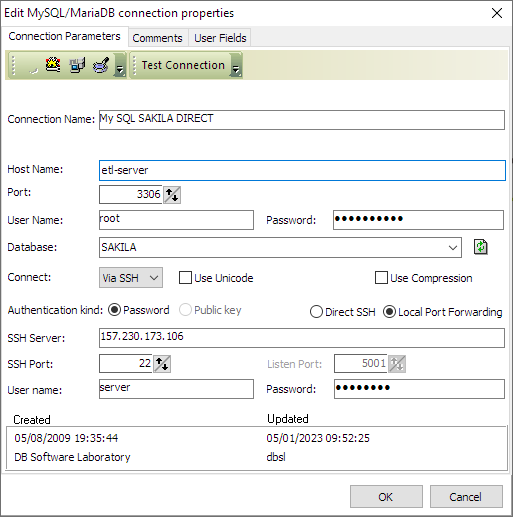 Edit MySQL/MariaDB connection properties
Connection Parameters Comments User Fields
Test Connection
Connection Name: My SQL SAKILA DIRECT
Host Name: etl-server
Port: 3306
User Name: root Password: ●●●●●●●●●●
Database: SAKILA
Connect: Via SSH Use Unicode Use Compression
Authentication kind: Password Public key Direct SSH Local Port Forwarding
SSH Server: 157.230.173.106
SSH Port: 22 Listen Port: 5001
User name: server Password: ●●●●●●●●
Created Updated
05/08/2009 19:35:44 05/01/2023 09:52:25
DB Software Laboratory dbsl
OK Cancel